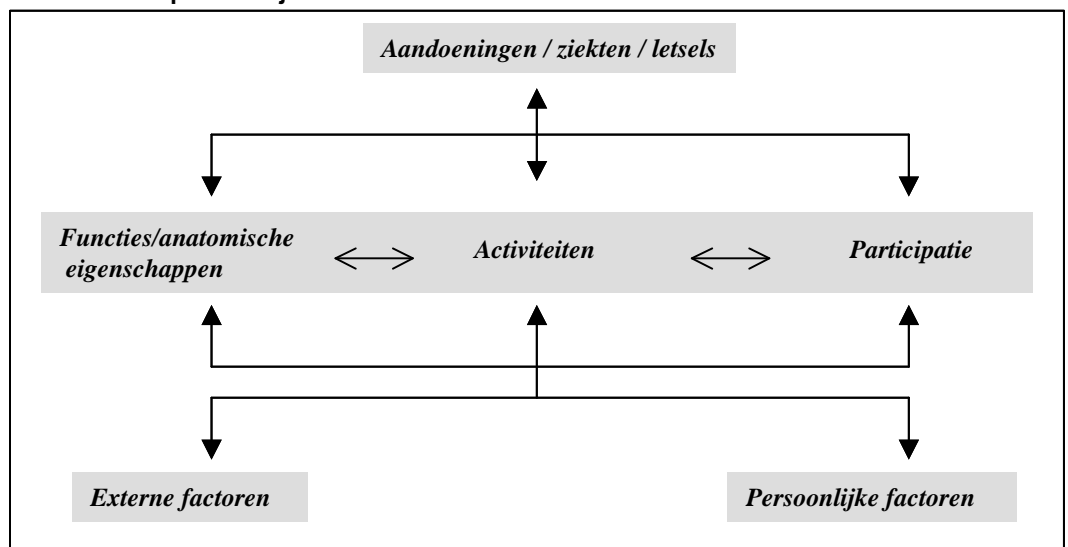 Aandoeningen / ziekten / letsels
Functies/anatomische
eigenschappen
Activiteiten
Participatie
Externe factoren
Persoonlijke factoren